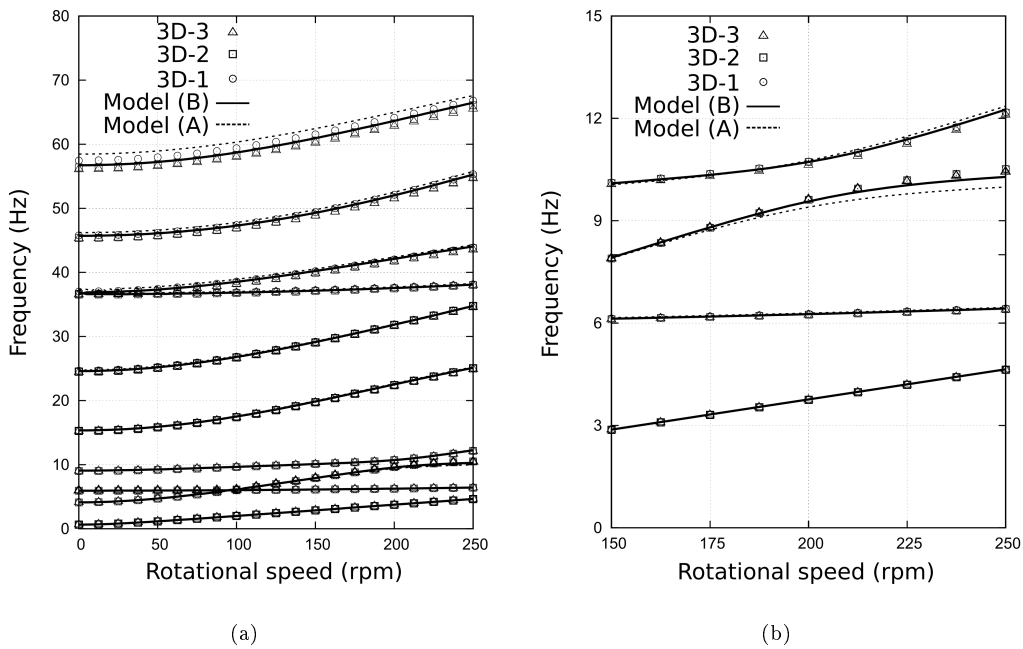 80
70
60
50
40
30
20
10
0
Frequency (Hz)
3D-3
3D-2
3D-1
Model (B)
Model (A)
0 50 100 150 200 250
Rotational speed (rpm)
(a)
15
12
9
6
3
0
Frequency (Hz)
3D-3
3D-2
3D-1
Model (B)
Model (A)
150 175 200 225 250
Rotational speed (rpm)
(b)